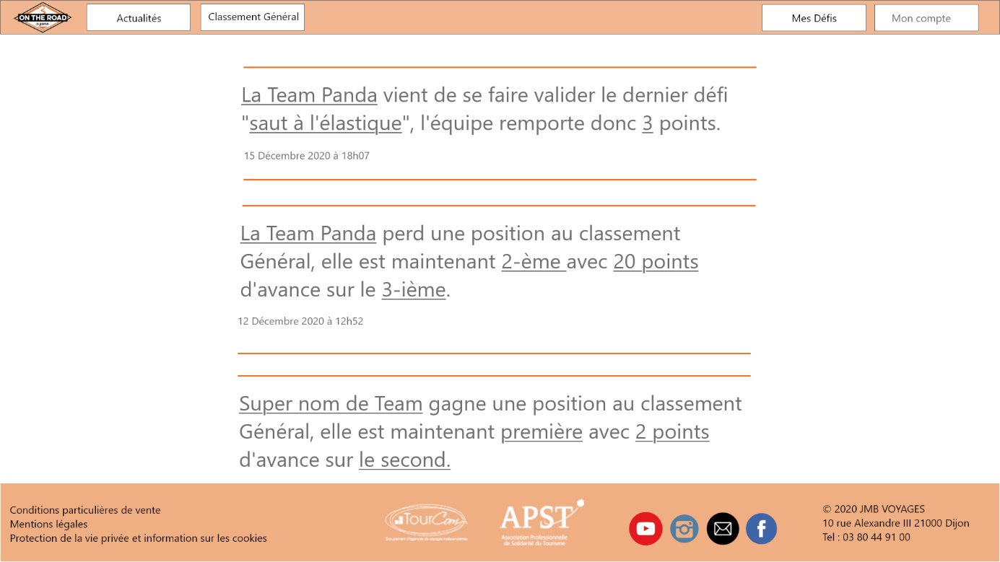 ON THE ROAD
a game
Actualités
Classement Général
Mes Défis
Mon compte
La Team Panda vient de se faire valider le dernier défi
"saut à l'élastique", l'équipe remporte donc 3 points.
15 Décembre 2020 à 18h07
La Team Panda perd une position au classement
Général, elle est maintenant 2-ème avec 20 points
d'avance sur le 3-ième.
12 Décembre 2020 à 12h52
Super nom de Team gagne une position au classement
Général, elle est maintenant première avec 2 points
d'avance sur le second.
Conditions particulières de vente
Mentions légales
Protection de la vie privée et information sur les cookies
TourCom
Groupement d'agences de voyages indépendantes
APST
Association Professionnelle
de Solidarité du Tourisme
© 2020 JMB VOYAGES
10 rue Alexandre III 21000 Dijon
Tel : 03 80 44 91 00